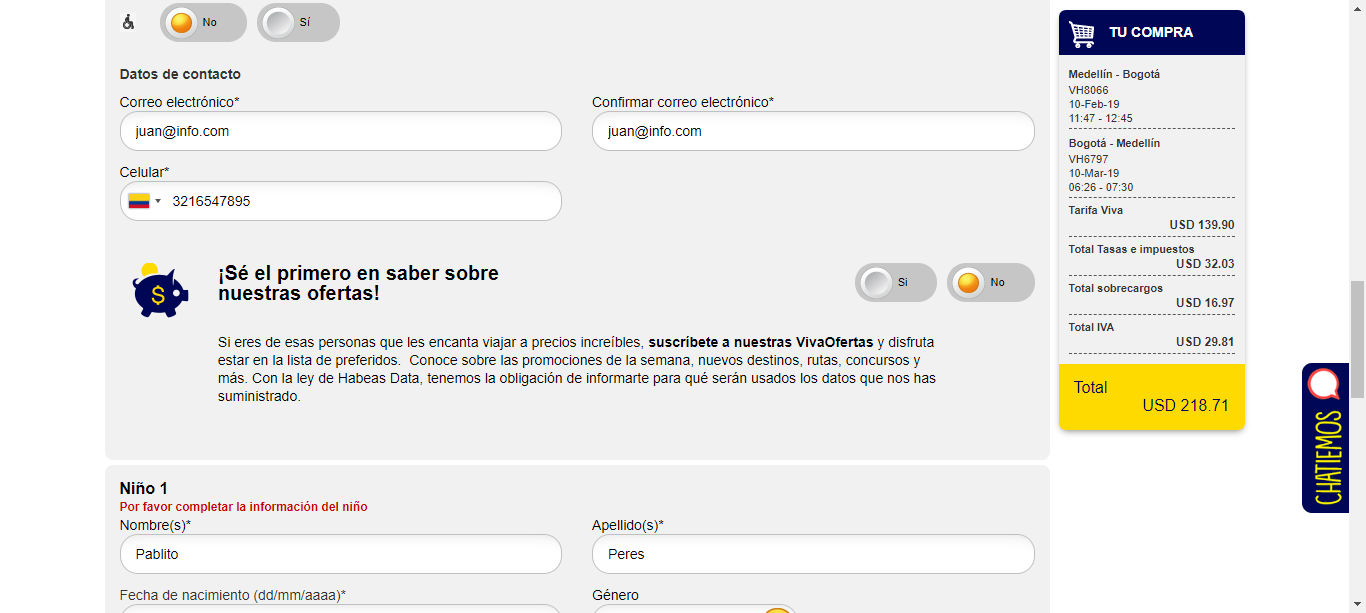 No
Sí
Datos de contacto
Correo electrónico*
Confirmar correo electrónico*
juan@info.com
juan@info.com
Celular*
3216547895
$
¡Sé el primero en saber sobre
nuestras ofertas!
Si
No
Si eres de esas personas que les encanta viajar a precios increíbles, suscríbete a nuestras VivaOfertas y disfruta
estar en la lista de preferidos.  Conoce sobre las promociones de la semana, nuevos destinos, rutas, concursos y
más. Con la ley de Habeas Data, tenemos la obligación de informarte para qué serán usados los datos que nos has
suministrado.
Niño 1
Por favor completar la información del niño
Nombre(s)*
Apellido(s)*
Pablito
Peres
Fecha de nacimiento (dd/mm/aaaa)*
Género
TU COMPRA
Medellín - Bogotá
VH8066
10-Feb-19
11:47 - 12:45
Bogotá - Medellín
VH6797
10-Mar-19
06:26 - 07:30
Tarifa Viva
USD 139.90
Total Tasas e impuestos
USD 32.03
Total sobrecargos
USD 16.97
Total IVA
USD 29.81
Total
USD 218.71
CHATIEMOS